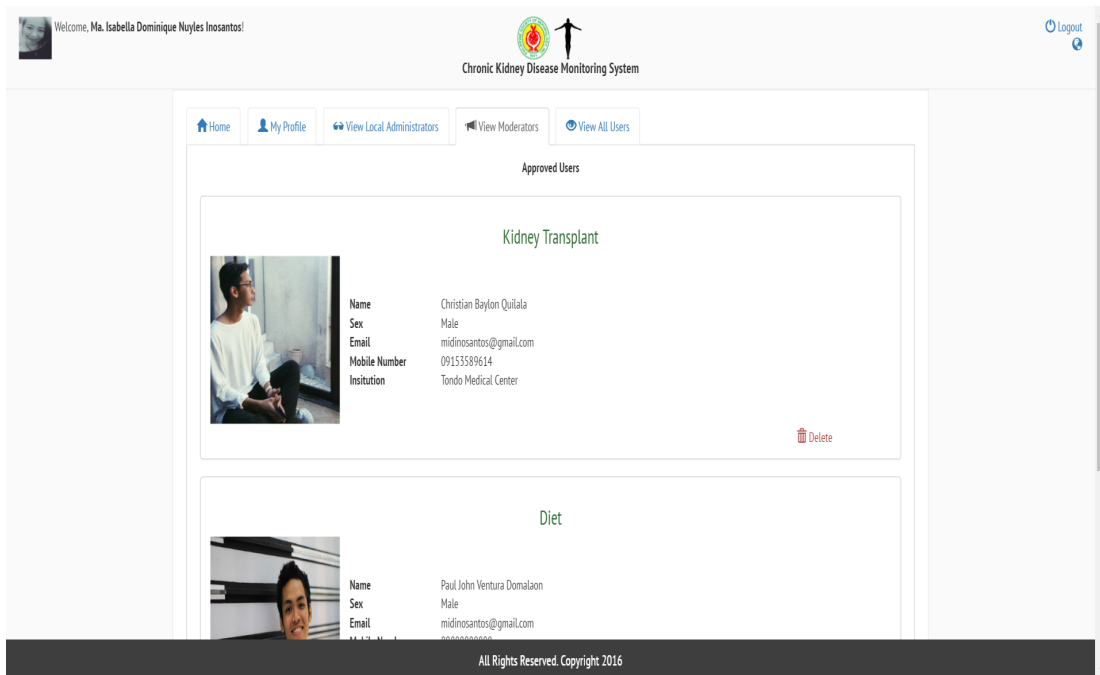 Welcome, Ma. Isabella Dominique Nuyles Inosantos!
Logout
Chronic Kidney Disease Monitoring System
Home My Profile View Local Administrators View Moderators View All Users
Approved Users
Kidney Transplant
Name Christian Baylon Quilala
Sex Male
Email midinosantos@gmail.com
Mobile Number 09153589614
Insitution Tondo Medical Center
Delete
Diet
Name Paul John Ventura Domalaon
Sex Male
Email midinosantos@gmail.com
All Rights Reserved. Copyright 2016